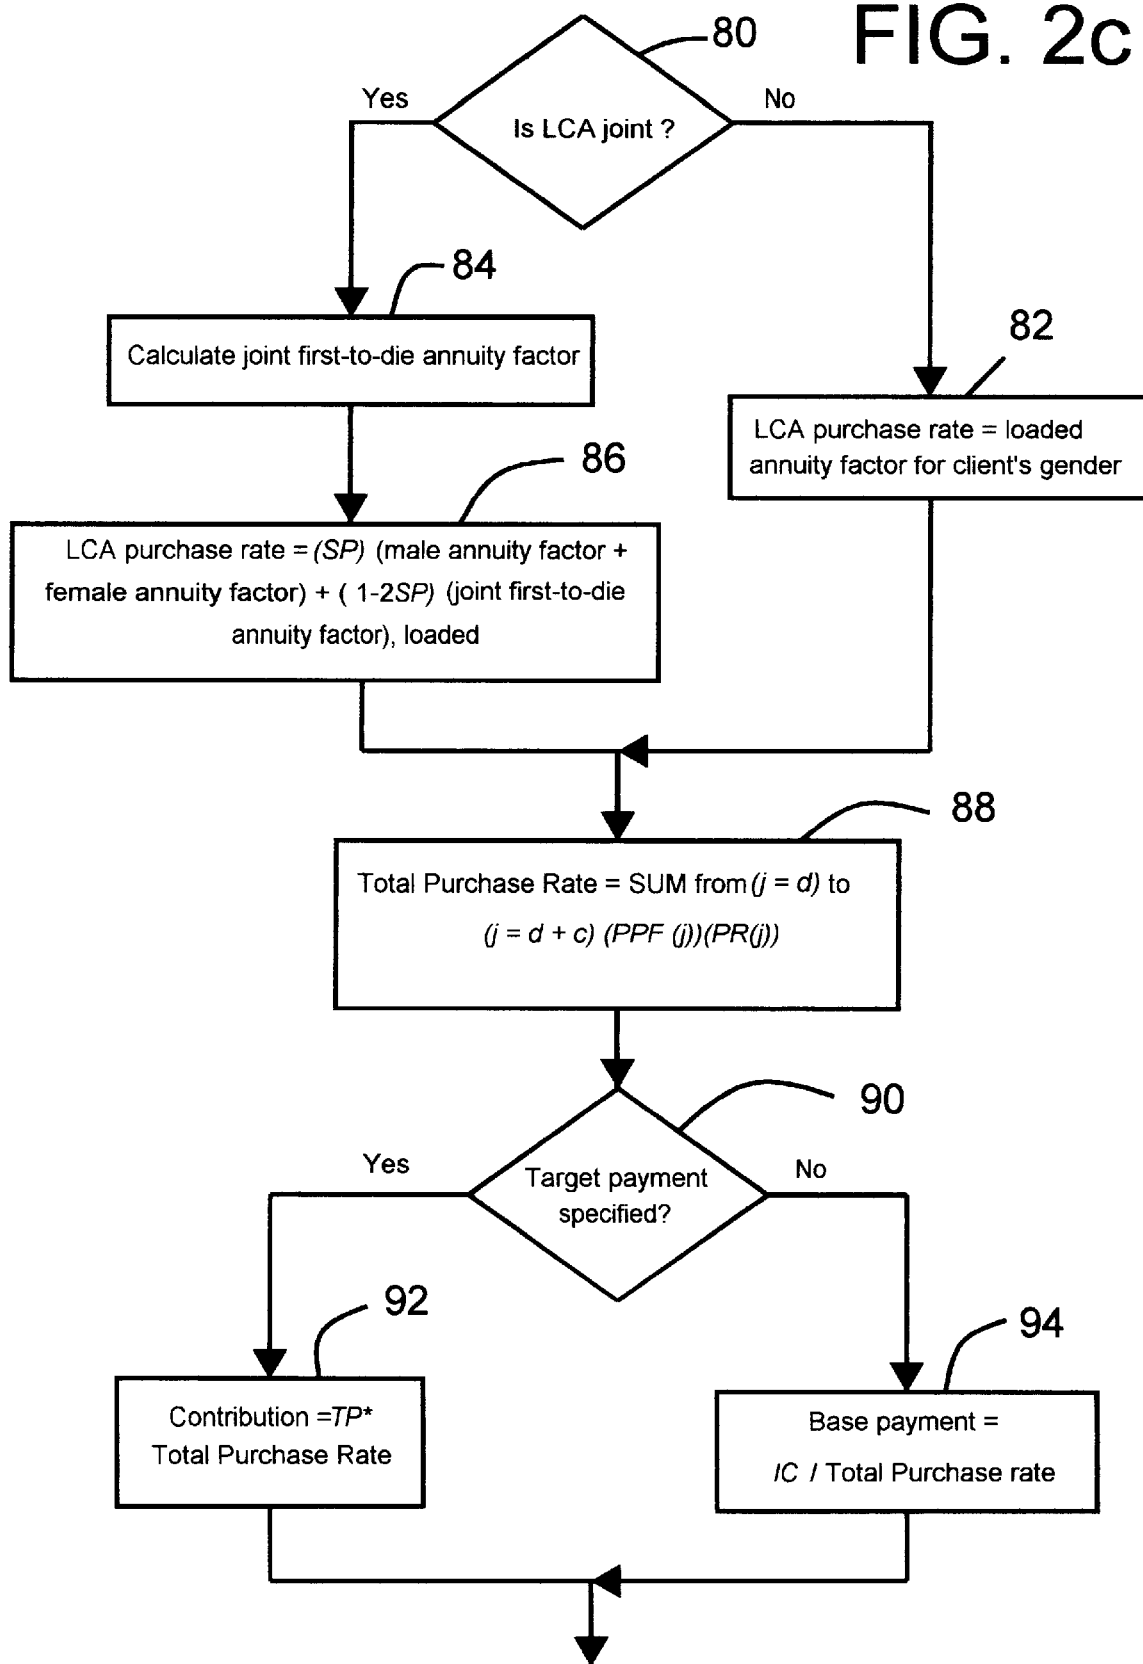 FIG. 2c
80
Yes
No
Is LCA joint ?
84
Calculate joint first-to-die annuity factor
82
LCA purchase rate = loaded
annuity factor for client's gender
86
LCA purchase rate = (SP) (male annuity factor +
female annuity factor) + ( 1-2SP) (joint first-to-die
annuity factor), loaded
88
Total Purchase Rate = SUM from (j = d) to
(j = d + c) (PPF (j))(PR(j))
90
Yes
No
Target payment
specified?
92
Contribution =TP*
Total Purchase Rate
94
Base payment =
IC / Total Purchase rate